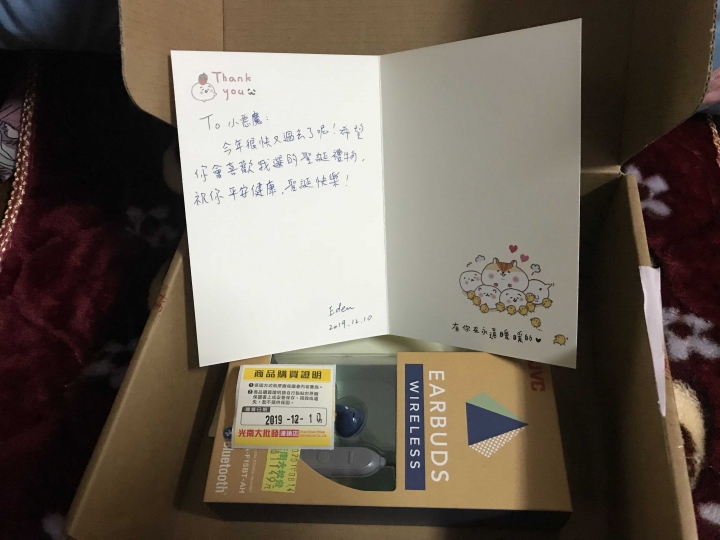 Thank
you
To 小惡魔:
今年很快又過去了呢!希望
你會喜歡我選的聖誕禮物,
祝你平安健康,聖誕快樂!
Eden
2019.12.10
有你在永遠暖暖的
商品購買證明
2019 -12- 10
光南大批發
EARBUDS
WIRELESS
JVC
Bluetooth